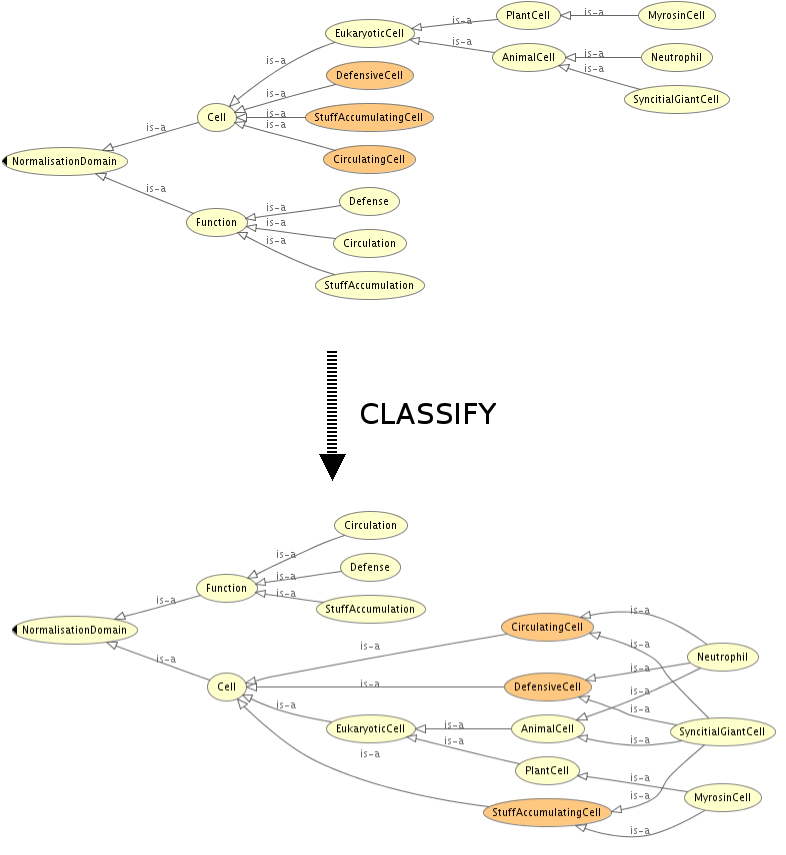 PlantCell
is-a
MyrosinCell
is-a
EukaryoticCell
is-a
AnimalCell
is-a
Neutrophil
is-a
is-a
DefensiveCell
SyncitialGiantCell
is-a
Cell
is-a
StuffAccumulatingCell
is-a
is-a
NormalisationDomain
CirculatingCell
is-a
Defense
is-a
Function
is-a
Circulation
is-a
StuffAccumulation
CLASSIFY
Circulation
is-a
Defense
is-a
Function
is-a
is-a
StuffAccumulation
is-a
NormalisationDomain
CirculatingCell
is-a
is-a
Neutrophil
is-a
is-a
Cell
is-a
DefensiveCell
is-a
is-a
is-a
EukaryoticCell
is-a
AnimalCell
SyncitialGiantCell
is-a
is-a
is-a
PlantCell
is-a
MyrosinCell
StuffAccumulatingCell
is-a